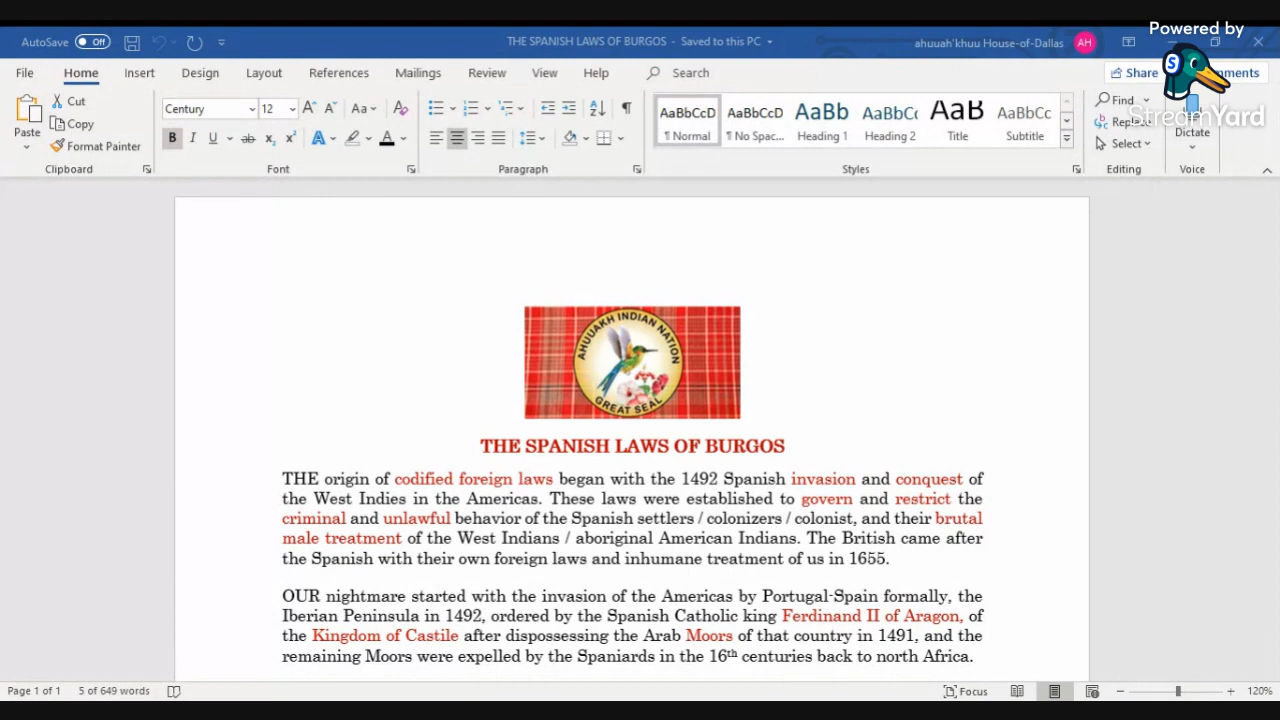 Powered by
StreamYard
AutoSave Off THE SPANISH LAWS OF BURGOS - Saved to this PC ahuuah'khuu House-of-Dallas AH
File Home Insert Design Layout References Mailings Review View Help Search Share
Paste Cut Copy Format Painter
Century 12 Aa
B I U ab x₂ x² A A
AaBbCcD AaBbCcD AaBb AaBbCc AaB AaBbCc
¶ Normal ¶ No Spac... Heading 1 Heading 2 Title Subtitle
Find
Select
Dictate
Clipboard Font Paragraph Styles Editing Voice
AHUUAKH INDIAN NATION
GREAT SEAL
THE SPANISH LAWS OF BURGOS
THE origin of codified foreign laws began with the 1492 Spanish invasion and conquest of
the West Indies in the Americas. These laws were established to govern and restrict the
criminal and unlawful behavior of the Spanish settlers / colonizers / colonist, and their brutal
male treatment of the West Indians / aboriginal American Indians. The British came after
the Spanish with their own foreign laws and inhumane treatment of us in 1655.
OUR nightmare started with the invasion of the Americas by Portugal-Spain formally, the
Iberian Peninsula in 1492, ordered by the Spanish Catholic king Ferdinand II of Aragon, of
the Kingdom of Castile after dispossessing the Arab Moors of that country in 1491, and the
remaining Moors were expelled by the Spaniards in the 16th centuries back to north Africa.
Page 1 of 1 5 of 649 words Focus 120%